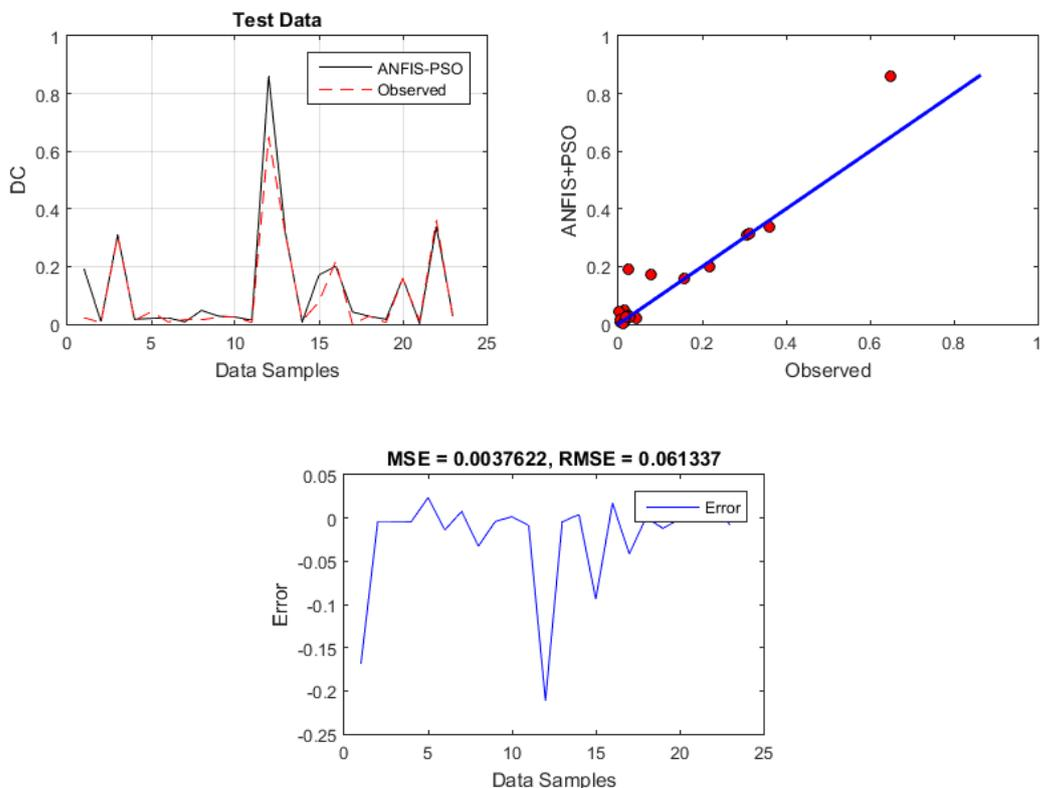 Test Data
1
0.8
0.6
0.4
0.2
0
DC
ANFIS-PSO
Observed
0 5 10 15 20 25
Data Samples
1
0.8
0.6
0.4
0.2
0
ANFIS+PSO
0 0.2 0.4 0.6 0.8 1
Observed
MSE = 0.0037622, RMSE = 0.061337
0.05
0
-0.05
-0.1
-0.15
-0.2
-0.25
Error
Error
0 5 10 15 20 25
Data Samples